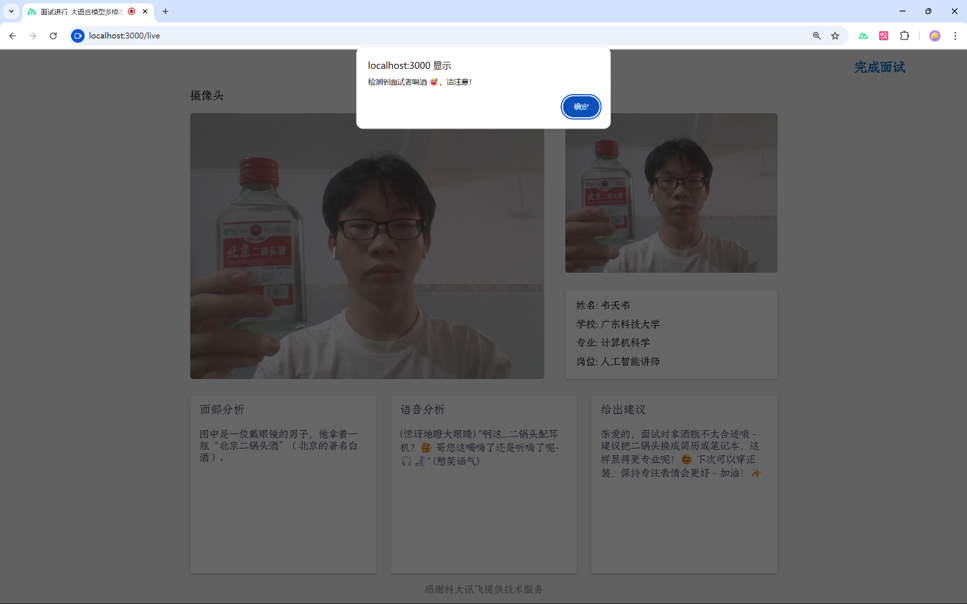 面试进行 大语言模型多模态
localhost:3000/live
localhost:3000 显示
检测到面试者喝酒 🥣，请注意！
确定
完成面试
摄像头
北京二锅头酒
姓名: 韦天书
学校: 广东科技大学
专业: 计算机科学
岗位: 人工智能讲师
面部分析
图中是一位戴眼镜的男子，他拿着一
瓶“北京二锅头酒”（北京的著名白
酒）。
语音分析
(惊讶地瞪大眼睛) "啊这...二锅头配耳
机？🥴 哥您这喝嗨了还是听嗨了呢~
🎧🍶" (憋笑语气)
给出建议
亲爱的，面试时拿酒瓶不太合适哦~
建议把二锅头换成简历或笔记本，这
样显得更专业呢！😊 下次可以穿正
装，保持专注表情会更好~ 加油！✨
感谢科大讯飞提供技术服务